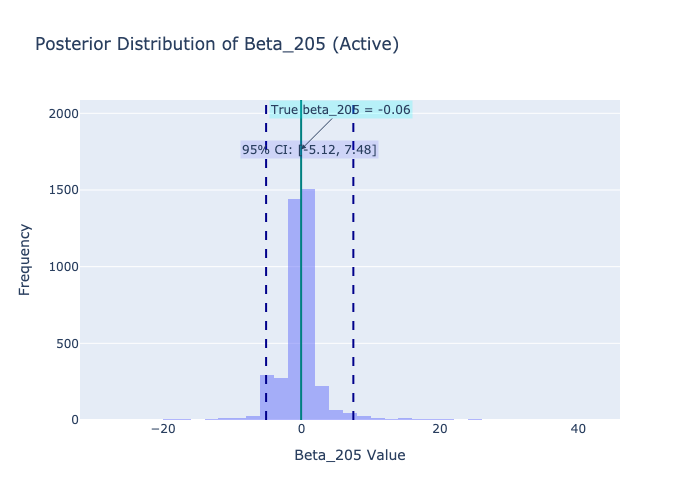 Posterior Distribution of Beta_205 (Active)
True beta_205 = -0.06
95% CI: [-5.12, 7.48]
2000
1500
1000
500
0
Frequency
−20
0
20
40
Beta_205 Value